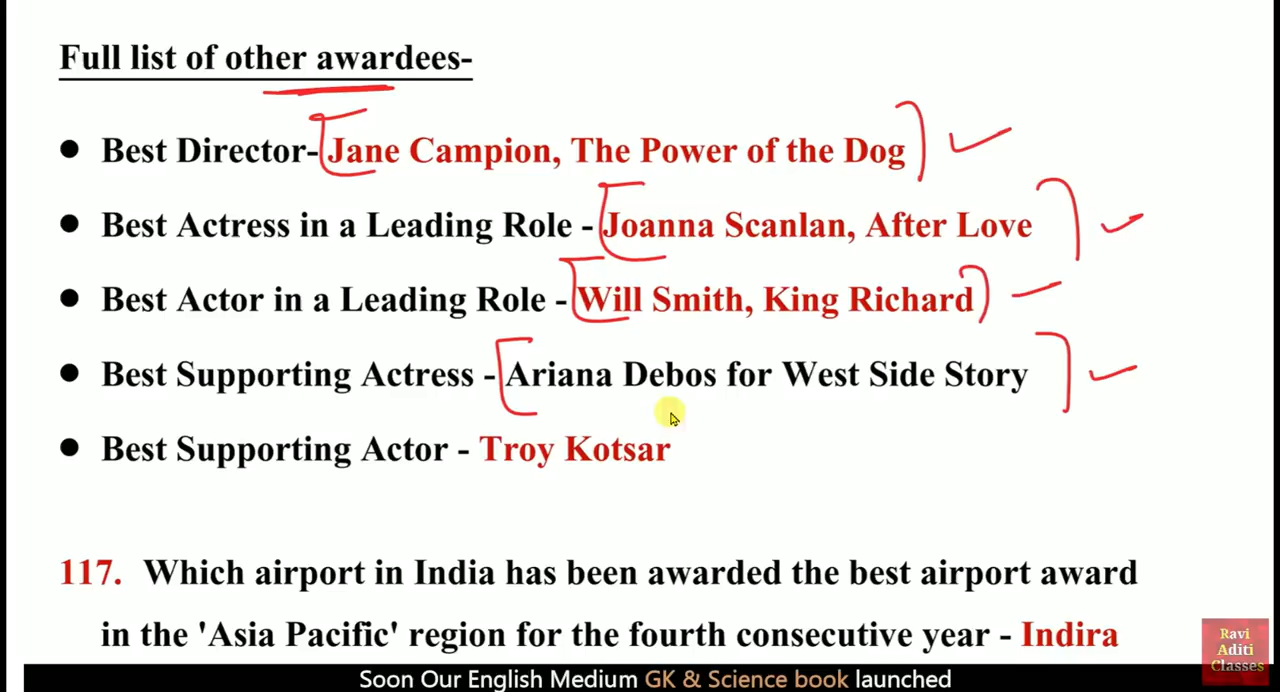 Full list of other awardees-
● Best Director- Jane Campion, The Power of the Dog
● Best Actress in a Leading Role - Joanna Scanlan, After Love
● Best Actor in a Leading Role - Will Smith, King Richard
● Best Supporting Actress - Ariana Debos for West Side Story
● Best Supporting Actor - Troy Kotsar
117. Which airport in India has been awarded the best airport award
in the 'Asia Pacific' region for the fourth consecutive year - Indira
Ravi
Aditi
Classes
Soon Our English Medium GK & Science book launched